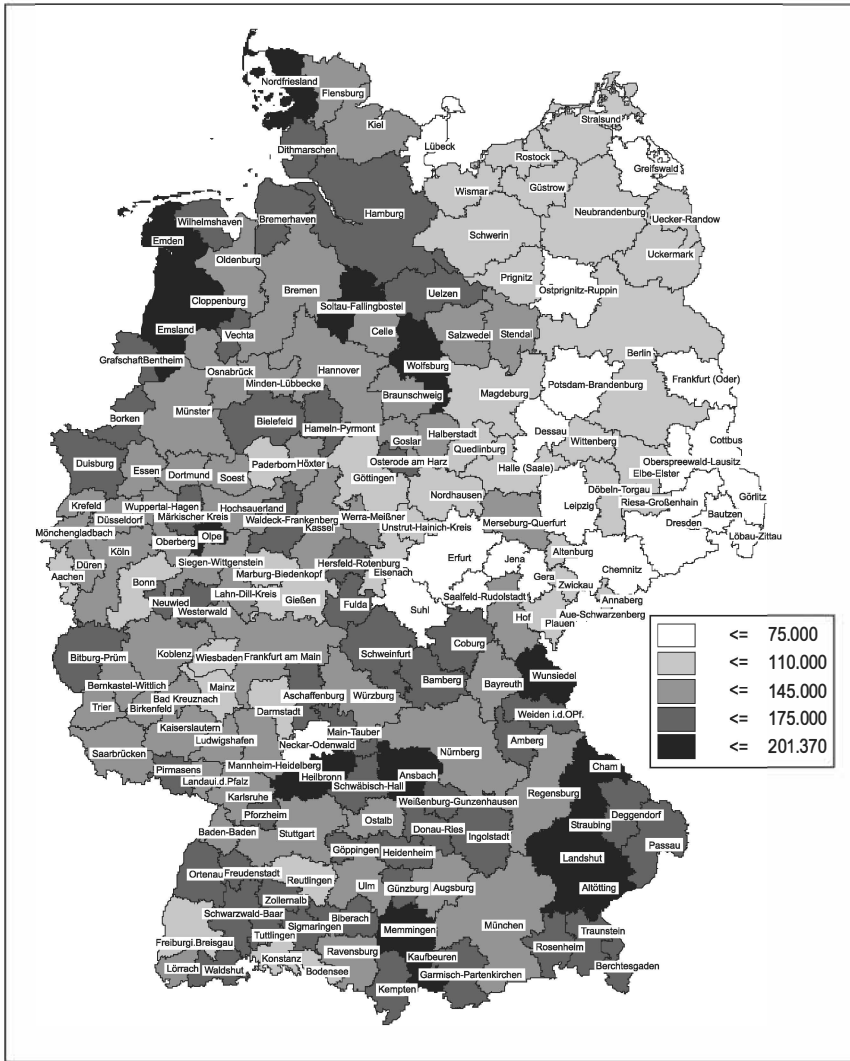 Nordfriesland
Flensburg
Stralsund
Kiel
Lübeck
Dithmarschen
Rostock
Greifswald
Wismar
Güstrow
Hamburg
Neubrandenburg
Uecker-Randow
Wilhelmshaven
Bremerhaven
Schwerin
Emden
Uckermark
Oldenburg
Prignitz
Ostprignitz-Ruppin
Bremen
Uelzen
Cloppenburg
Soltau-Fallingbostel
Emsland
Vechta
Celle
Salzwedel
Stendal
Berlin
GrafschaftBentheim
Wolfsburg
Osnabrück
Hannover
Frankfurt (Oder)
Minden-Lübbecke
Potsdam-Brandenburg
Braunschweig
Magdeburg
Münster
Borken
Bielefeld
Hameln-Pyrmont
Dessau
Goslar
Halberstadt
Wittenberg
Cottbus
Quedlinburg
Duisburg
Essen
Dortmund
Soest
Paderborn
Höxter
Osterode am Harz
Halle (Saale)
Oberspreewald-Lausitz
Göttingen
Elbe-Elster
Döbeln-Torgau
Görlitz
Nordhausen
Leipzig
Riesa-Großenhain
Krefeld
Wuppertal-Hagen
Hochsauerland
Bautzen
Düsseldorf
Märkischer Kreis
Waldeck-Frankenberg
Werra-Meißner
Merseburg-Querfurt
Dresden
Mönchengladbach
Kassel
Unstrut-Hainich-Kreis
Löbau-Zittau
Olpe
Oberberg
Köln
Erfurt
Jena
Altenburg
Düren
Siegen-Wittgenstein
Hersfeld-Rotenburg
Chemnitz
Aachen
Marburg-Biedenkopf
Eisenach
Gera
Bonn
Zwickau
Lahn-Dill-Kreis
Saalfeld-Rudolstadt
Annaberg
Neuwied
Gießen
Fulda
Suhl
Westerwald
Hof
Aue-Schwarzenberg
Plauen
Coburg
Koblenz
Schweinfurt
Bitburg-Prüm
Wiesbaden
Frankfurt am Main
Wunsiedel
Bamberg
Bernkastel-Wittlich
Mainz
Bayreuth
Bad Kreuznach
Aschaffenburg
Würzburg
Trier
Birkenfeld
Darmstadt
Weiden i.d.OPf.
Kaiserslautern
Main-Tauber
Amberg
Ludwigshafen
Neckar-Odenwald
Nürnberg
Saarbrücken
Mannheim-Heidelberg
Cham
Pirmasens
Heilbronn
Ansbach
Landaui.d.Pfalz
Schwäbisch-Hall
Regensburg
Karlsruhe
Weißenburg-Gunzenhausen
Pforzheim
Ostalb
Deggendorf
Baden-Baden
Stuttgart
Donau-Ries
Straubing
Ingolstadt
Göppingen
Heidenheim
Passau
Landshut
Ortenau
Freudenstadt
Reutlingen
Ulm
Günzburg
Augsburg
Altötting
Zollernalb
Schwarzwald-Baar
Biberach
Sigmaringen
Memmingen
München
Traunstein
Tuttlingen
Freiburgi.Breisgau
Rosenheim
Ravensburg
Kaufbeuren
Konstanz
Berchtesgaden
Lörrach
Waldshut
Bodensee
Garmisch-Partenkirchen
Kempten
<= 75.000
<= 110.000
<= 145.000
<= 175.000
<= 201.370